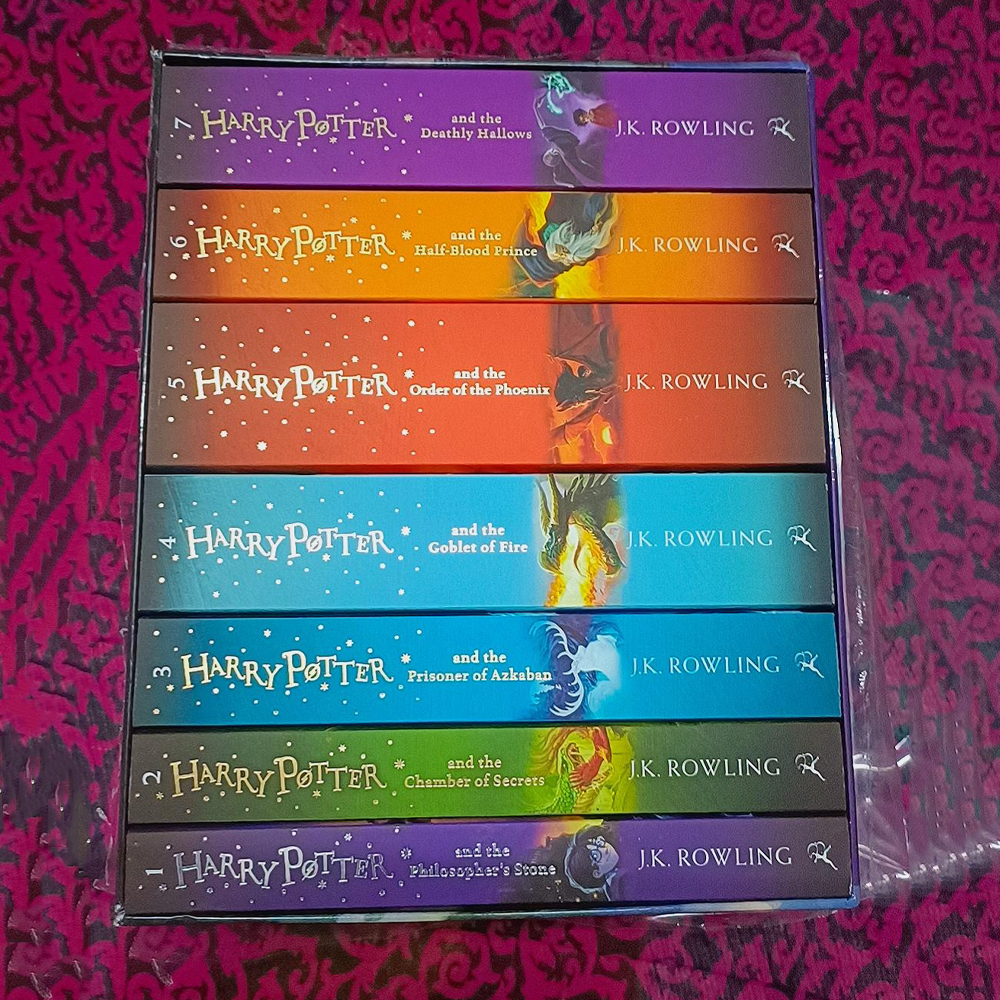 7 HARRY POTTER and the
Deathly Hallows J.K. ROWLING
6 HARRY POTTER and the
Half-Blood Prince J.K. ROWLING
5 HARRY POTTER and the
Order of the Phoenix J.K. ROWLING
4 HARRY POTTER and the
Goblet of Fire J.K. ROWLING
3 HARRY POTTER and the
Prisoner of Azkaban J.K. ROWLING
2 HARRY POTTER and the
Chamber of Secrets J.K. ROWLING
1 HARRY POTTER and the
Philosopher's Stone J.K. ROWLING